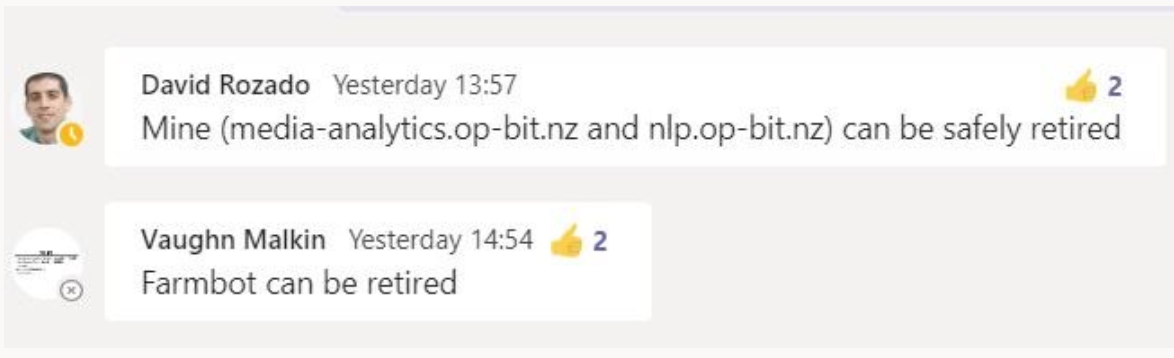 David Rozado Yesterday 13:57 👍 2
Mine (media-analytics.op-bit.nz and nlp.op-bit.nz) can be safely retired
Vaughn Malkin Yesterday 14:54 👍 2
Farmbot can be retired